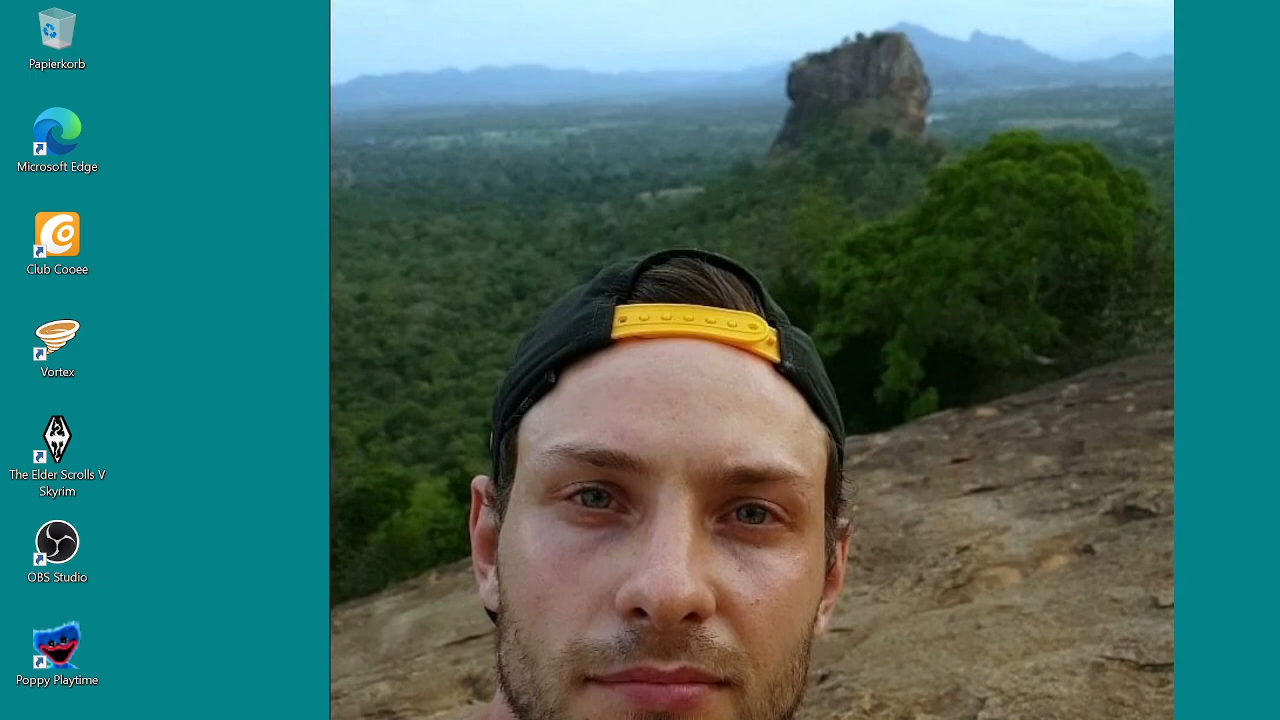 Papierkorb
Microsoft Edge
Club Cooee
Vortex
The Elder Scrolls V
Skyrim
OBS Studio
Poppy Playtime